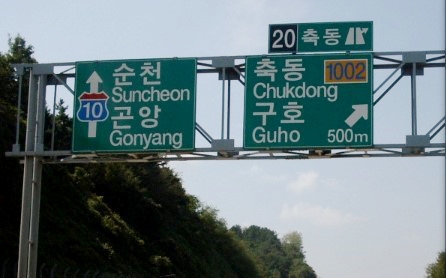 순천
Suncheon
10
곤양
Gonyang
20 축동
축동 1002
Chukdong
구호
Guho 500m